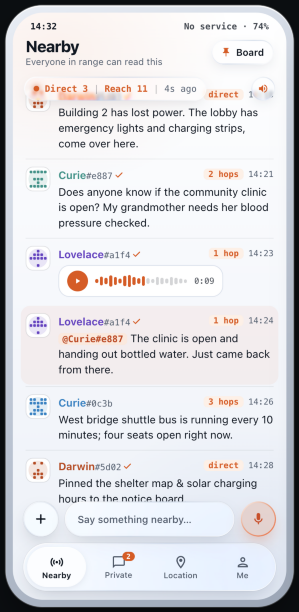 14:32 No service · 74%
Nearby
Everyone in range can read this
Board
Direct 3 | Reach 11 | 4s ago
direct
Building 2 has lost power. The lobby has
emergency lights and charging strips,
come over here.
Curie#e887 2 hops 14:21
Does anyone know if the community clinic
is open? My grandmother needs her blood
pressure checked.
Lovelace#a1f4 1 hop 14:23
0:09
Lovelace#a1f4 1 hop 14:24
@Curie#e887 The clinic is open and
handing out bottled water. Just came back
from there.
Curie#0c3b 3 hops 14:26
West bridge shuttle bus is running every 10
minutes; four seats open right now.
Darwin#5d02 direct 14:28
Pinned the shelter map & solar charging
hours to the notice board
Say something nearby...
2
Nearby Private Location Me